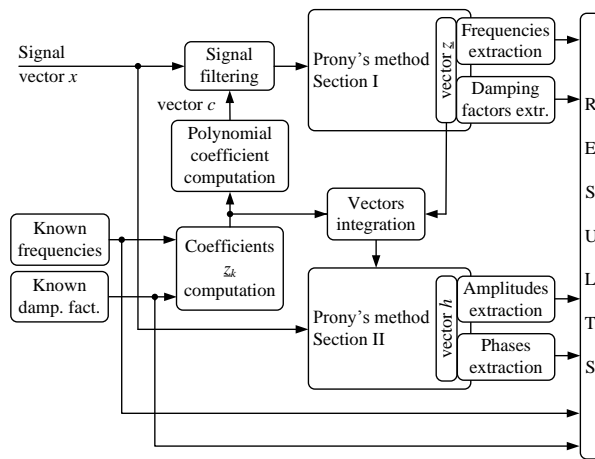 Signal
vector x
Signal
filtering
vector c
Polynomial
coefficient
computation
Prony's method
Section I
vector z
Frequencies
extraction
Damping
factors extr.
Known
frequencies
Known
damp. fact.
Coefficients
zk
computation
Vectors
integration
Prony's method
Section II
vector h
Amplitudes
extraction
Phases
extraction
R
E
S
U
L
T
S